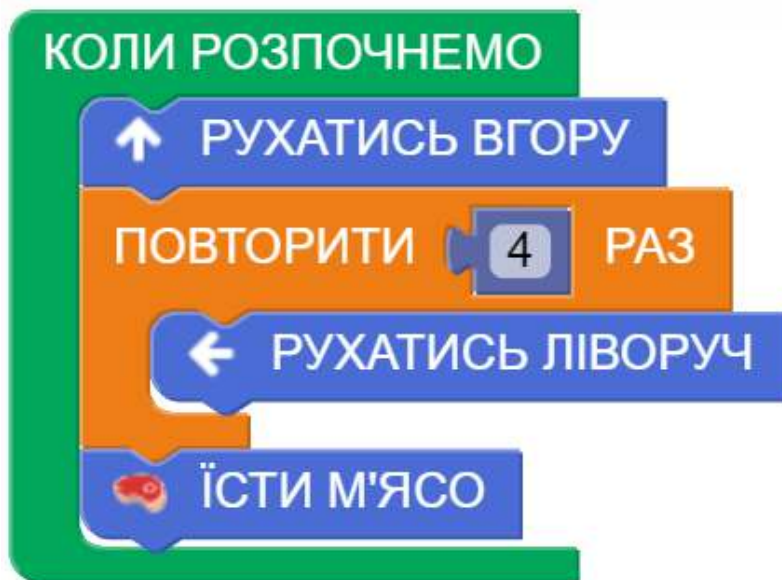 КОЛИ РОЗПОЧНЕМО
РУХАТИСЬ ВГОРУ
ПОВТОРИТИ 4 РАЗ
РУХАТИСЬ ЛІВОРУЧ
ЇСТИ М'ЯСО